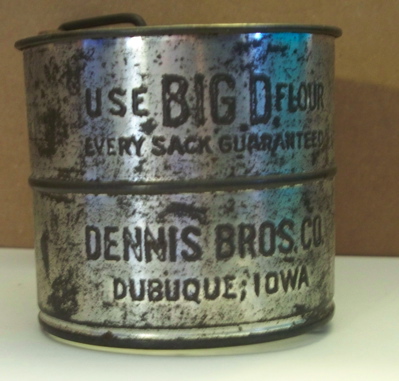 USE BIG D. FLOUR
EVERY SACK GUARANTEED
DENNIS BROS. CO.
DUBUQUE, IOWA